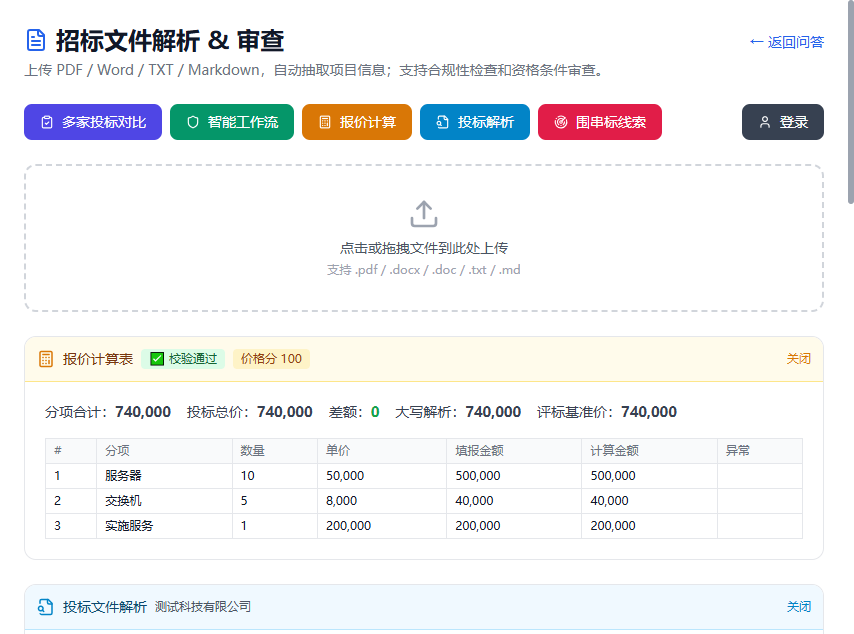 招标文件解析 & 审查
← 返回问答
上传 PDF / Word / TXT / Markdown，自动抽取项目信息；支持合规性检查和资格条件审查。
多家投标对比 智能工作流 报价计算 投标解析 围串标线索 登录
点击或拖拽文件到此处上传
支持 .pdf / .docx / .doc / .txt / .md
报价计算表 ✅ 校验通过 价格分 100 关闭
分项合计：740,000 投标总价：740,000 差额：0 大写解析：740,000 评标基准价：740,000
# 分项 数量 单价 填报金额 计算金额 异常
1 服务器 10 50,000 500,000 500,000
2 交换机 5 8,000 40,000 40,000
3 实施服务 1 200,000 200,000 200,000
投标文件解析 测试科技有限公司 关闭